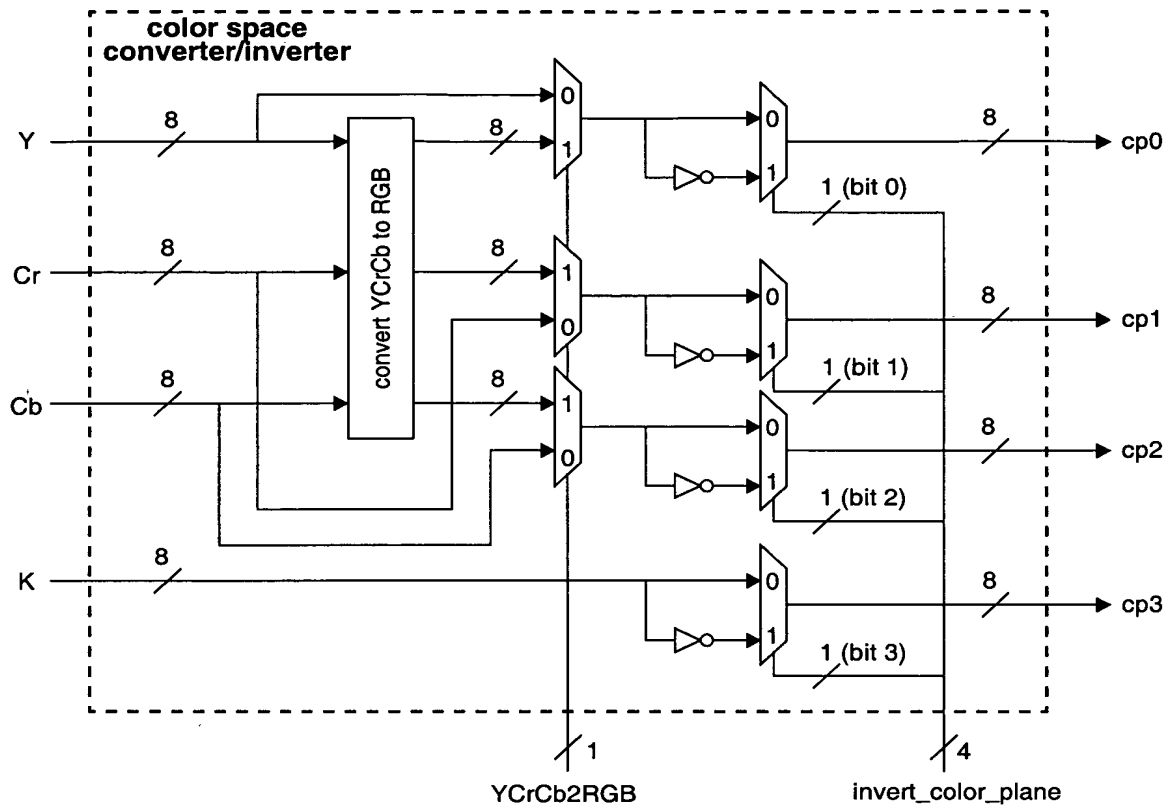 color space
converter/inverter
0
8
8
8
0
8
Y
cp0
1
1
1 (bit 0)
convert YCrCb to RGB
8
8
Cr
1
0
8
cp1
0
1
1 (bit 1)
8
8
Cb
1
0
8
cp2
0
1
1 (bit 2)
8
K
0
8
cp3
1
1 (bit 3)
1
4
YCrCb2RGB
invert_color_plane